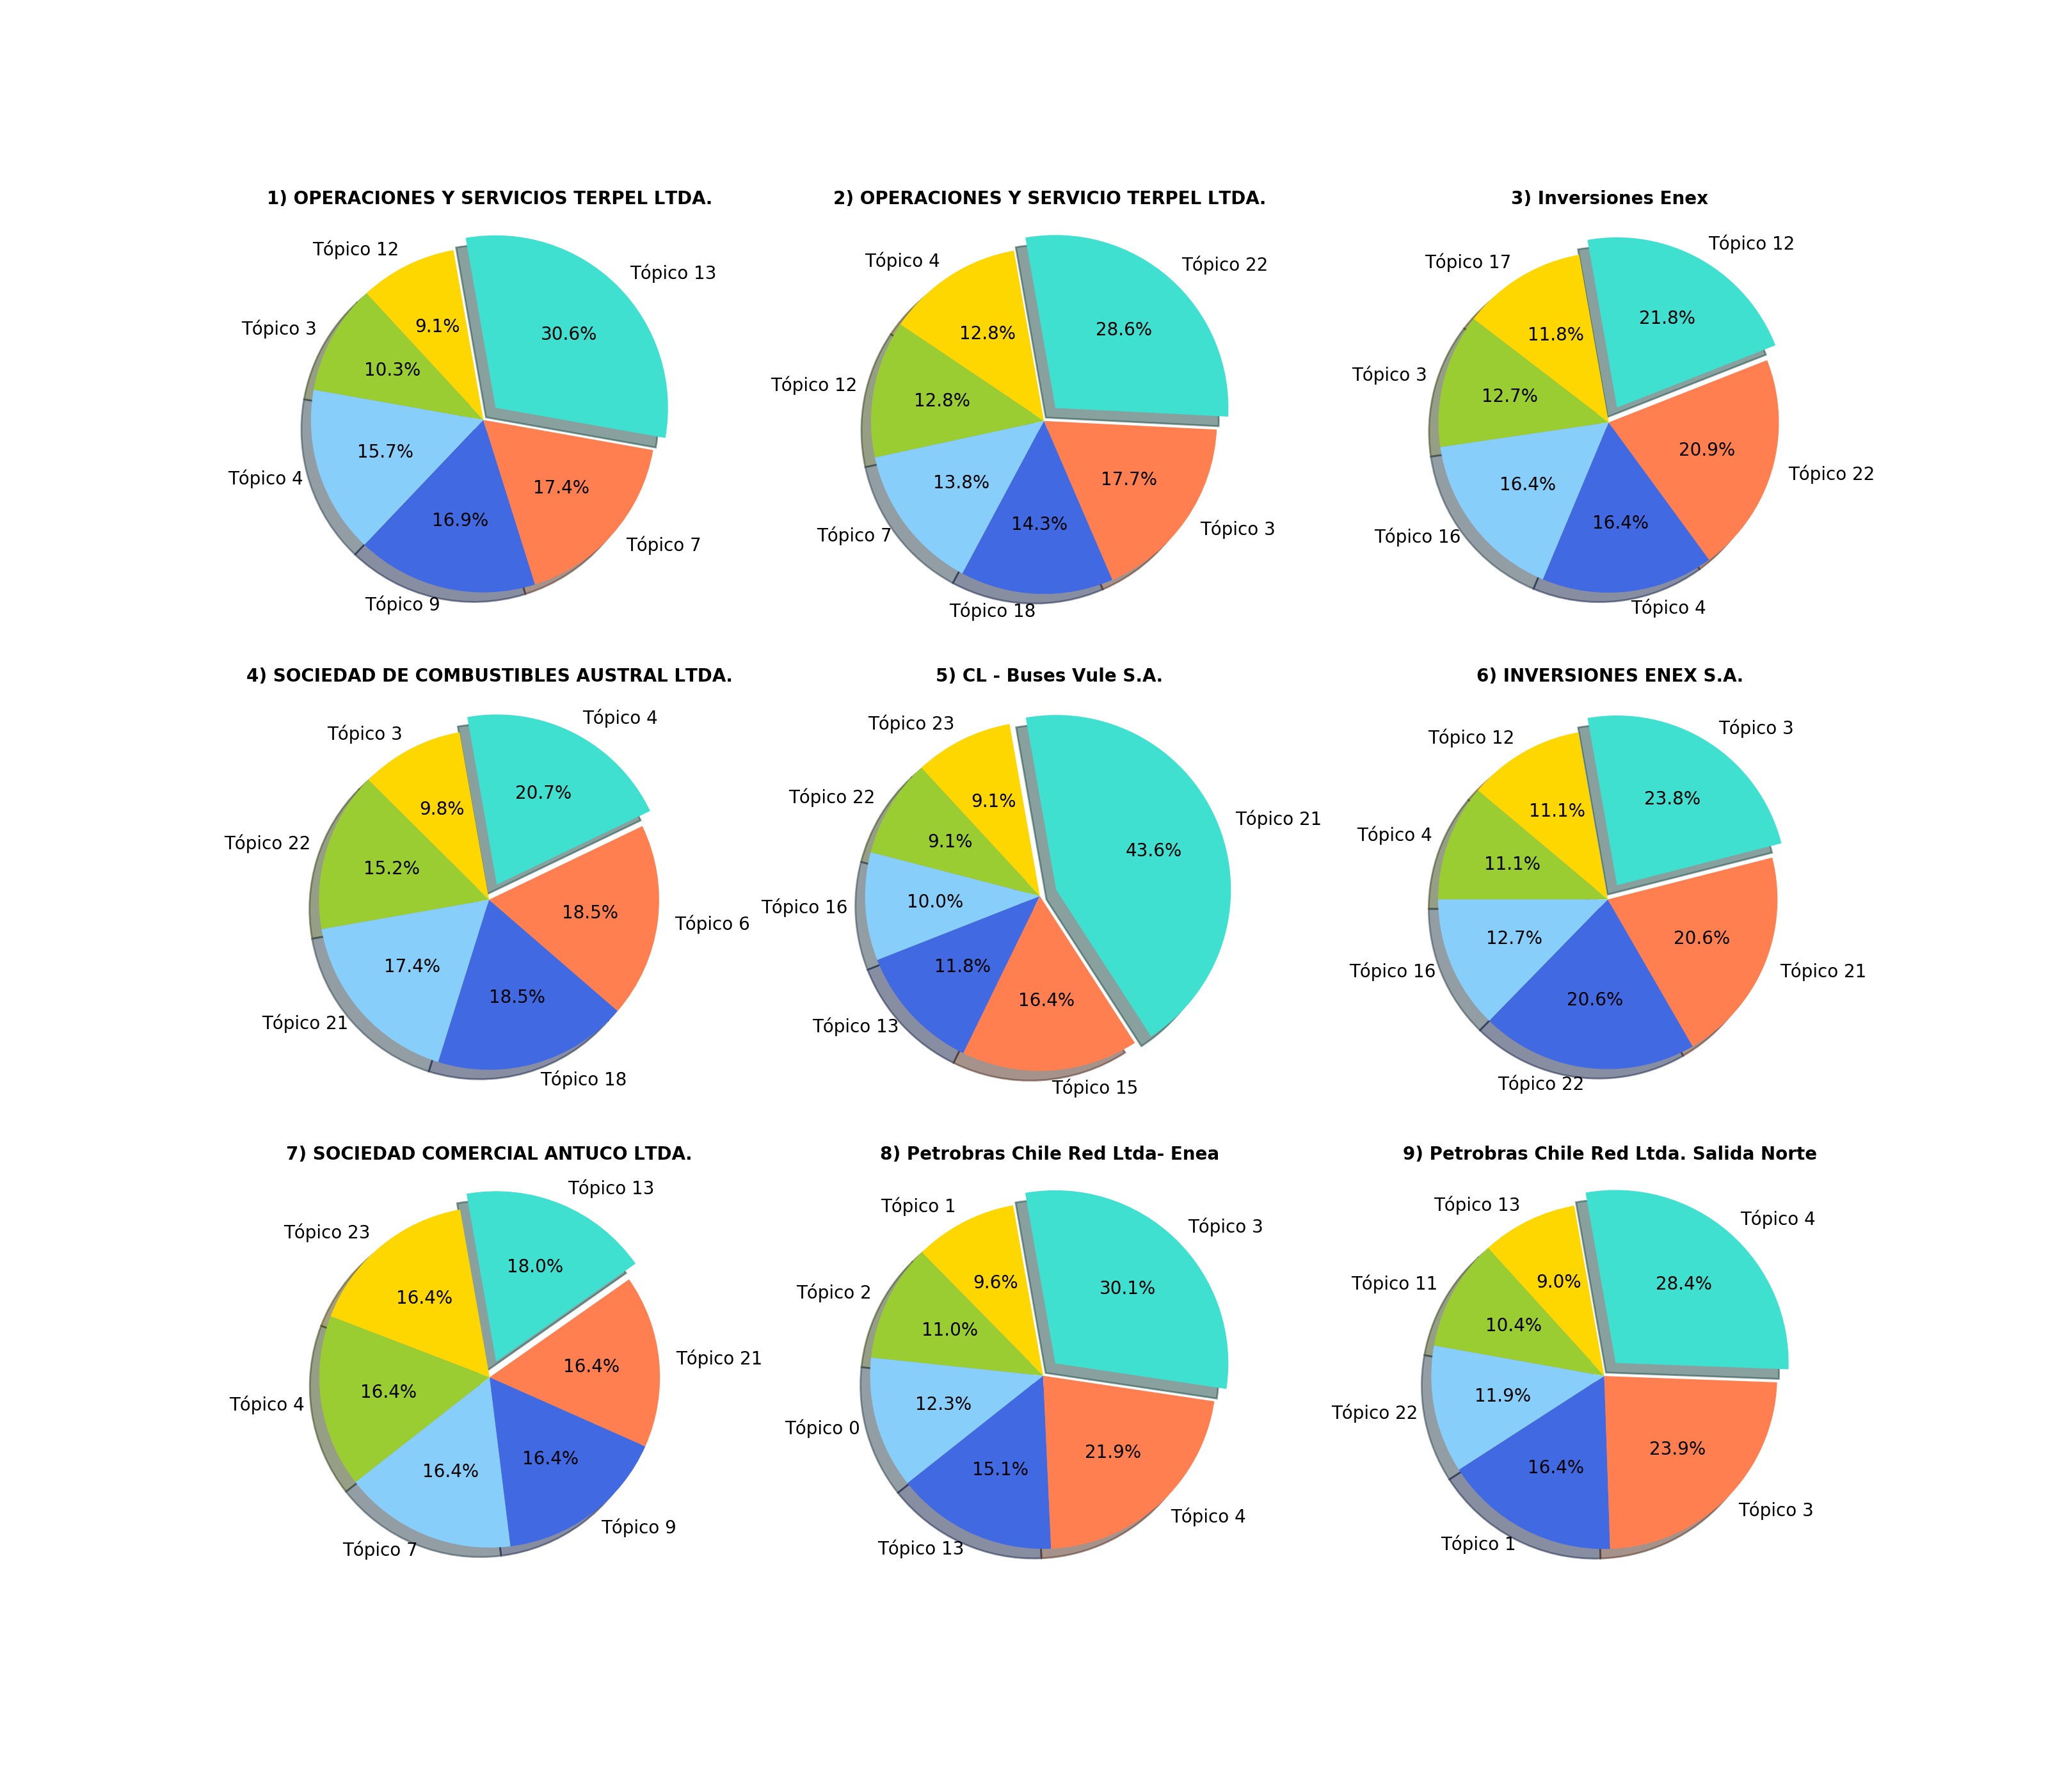 1) OPERACIONES Y SERVICIOS TERPEL LTDA.
Tópico 12
Tópico 13
9.1%
30.6%
Tópico 3
10.3%
15.7%
Tópico 4
17.4%
16.9%
Tópico 7
Tópico 9
2) OPERACIONES Y SERVICIO TERPEL LTDA.
Tópico 4
Tópico 22
12.8%
28.6%
Tópico 12
12.8%
13.8%
17.7%
Tópico 7
14.3%
Tópico 3
Tópico 18
3) Inversiones Enex
Tópico 12
Tópico 17
21.8%
11.8%
Tópico 3
12.7%
20.9%
Tópico 22
16.4%
16.4%
Tópico 16
Tópico 4
4) SOCIEDAD DE COMBUSTIBLES AUSTRAL LTDA.
Tópico 4
Tópico 3
20.7%
9.8%
Tópico 22
15.2%
18.5%
Tópico 6
17.4%
18.5%
Tópico 21
Tópico 18
5) CL - Buses Vule S.A.
Tópico 23
Tópico 22
9.1%
Tópico 21
9.1%
43.6%
Tópico 16
10.0%
11.8%
16.4%
Tópico 13
Tópico 15
6) INVERSIONES ENEX S.A.
Tópico 3
Tópico 12
23.8%
11.1%
Tópico 4
11.1%
12.7%
20.6%
Tópico 16
Tópico 21
20.6%
Tópico 22
7) SOCIEDAD COMERCIAL ANTUCO LTDA.
Tópico 13
Tópico 23
18.0%
16.4%
Tópico 21
16.4%
16.4%
Tópico 4
16.4%
16.4%
Tópico 9
Tópico 7
8) Petrobras Chile Red Ltda- Enea
Tópico 1
Tópico 3
9.6%
30.1%
Tópico 2
11.0%
12.3%
Tópico 0
21.9%
15.1%
Tópico 4
Tópico 13
9) Petrobras Chile Red Ltda. Salida Norte
Tópico 13
Tópico 4
Tópico 11
9.0%
28.4%
10.4%
11.9%
Tópico 22
23.9%
16.4%
Tópico 3
Tópico 1